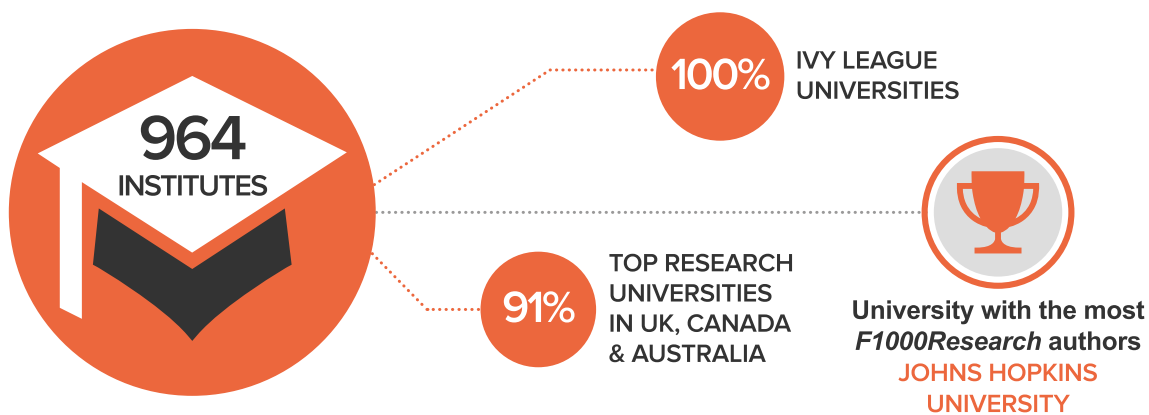 964
INSTITUTES
100%
IVY LEAGUE
UNIVERSITIES
91%
TOP RESEARCH
UNIVERSITIES
IN UK, CANADA
& AUSTRALIA
University with the most
F1000Research authors
JOHNS HOPKINS
UNIVERSITY